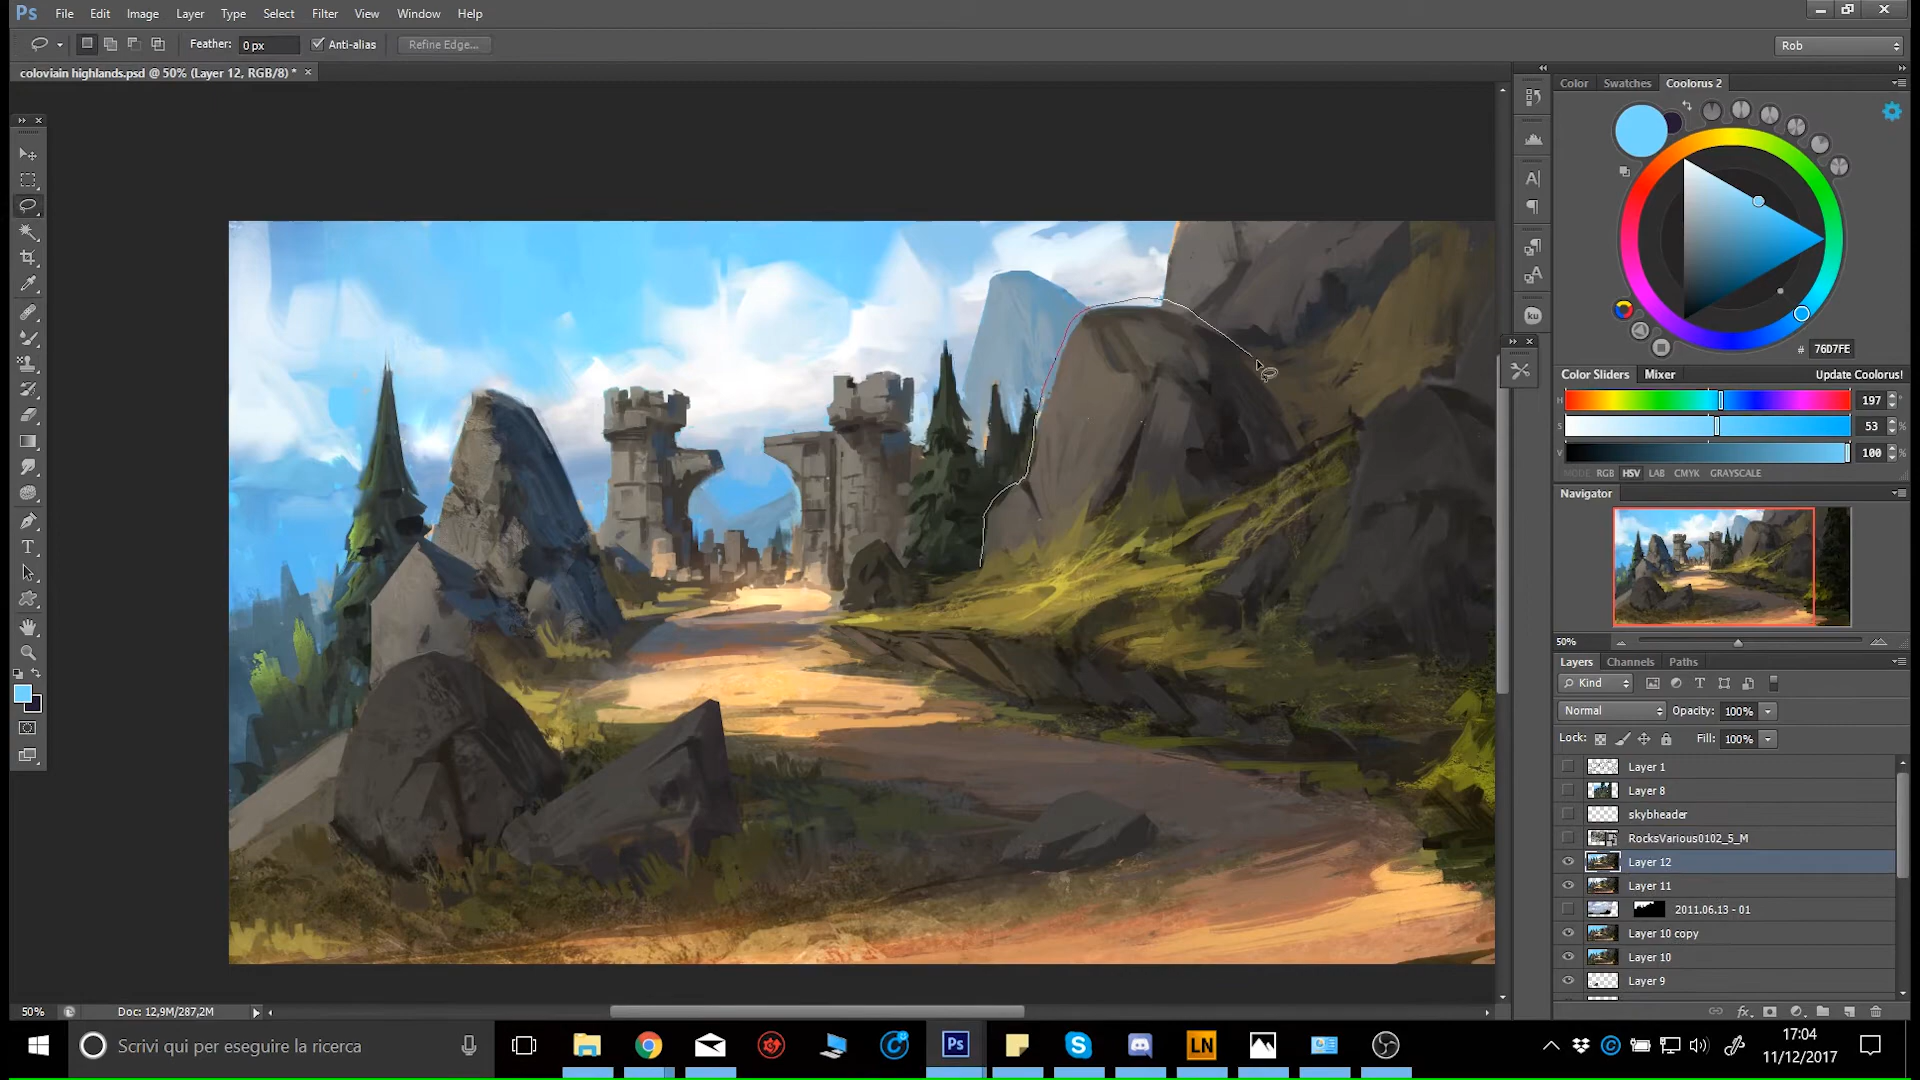 Ps File Edit Image Layer Type Select Filter View Window Help
Feather: 0 px Anti-alias Refine Edge... Rob
coloviain highlands.psd @ 50% (Layer 12, RGB/8) * ×
Color Swatches Coolorus 2
# 76D7FE
Color Sliders Mixer Update Coolorus!
H 197 °
S 53 %
V 100 %
MODE RGB HSV LAB CMYK GRAYSCALE
Navigator
50%
Layers Channels Paths
Kind
Normal Opacity: 100%
Lock: Fill: 100%
Layer 1
Layer 8
skybheader
RocksVarious0102_5_M
Layer 12
Layer 11
2011.06.13 - 01
Layer 10 copy
Layer 10
Layer 9
ku
50% Doc: 12,9M/287,2M
Scrivi qui per eseguire la ricerca
Ps LN
17:04
11/12/2017